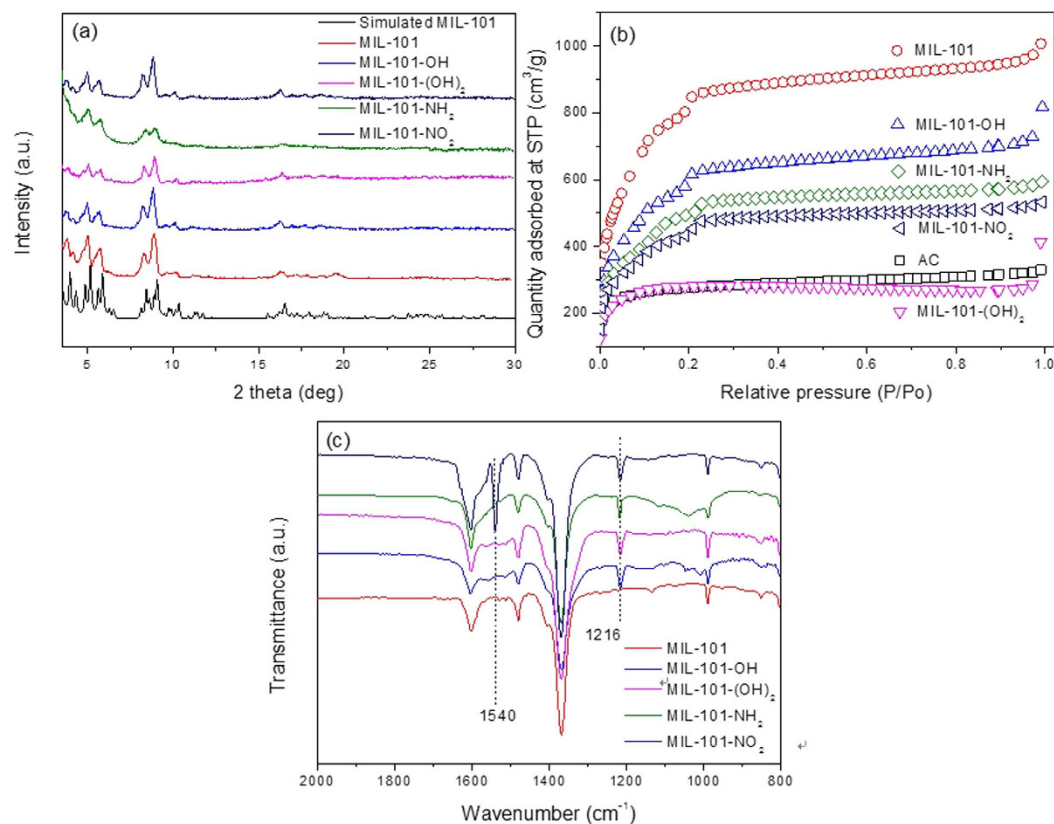 (a)
Simulated MIL-101
MIL-101
MIL-101-OH
MIL-101-(OH)₂
MIL-101-NH₂
MIL-101-NO₂
Intensity (a.u.)
5 10 15 20 25 30
2 theta (deg)
(b)
MIL-101
MIL-101-OH
MIL-101-NH₂
MIL-101-NO₂
AC
MIL-101-(OH)₂
Quantity adsorbed at STP (cm³/g)
1000
800
600
400
200
0.0 0.2 0.4 0.6 0.8 1.0
Relative pressure (P/Po)
(c)
1216
1540
MIL-101
MIL-101-OH
MIL-101-(OH)₂
MIL-101-NH₂
MIL-101-NO₂
Transmittance (a.u.)
2000 1800 1600 1400 1200 1000 800
Wavenumber (cm⁻¹)